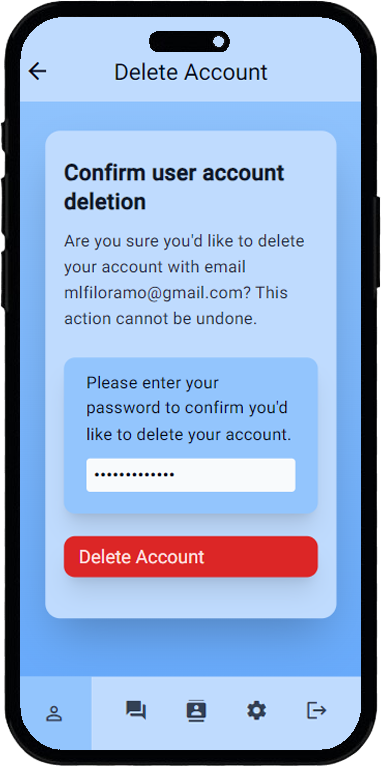 Delete Account
Confirm user account
deletion
Are you sure you'd like to delete
your account with email
mlfiloramo@gmail.com? This
action cannot be undone.
Please enter your
password to confirm you'd
like to delete your account.
•••••••••••••
Delete Account